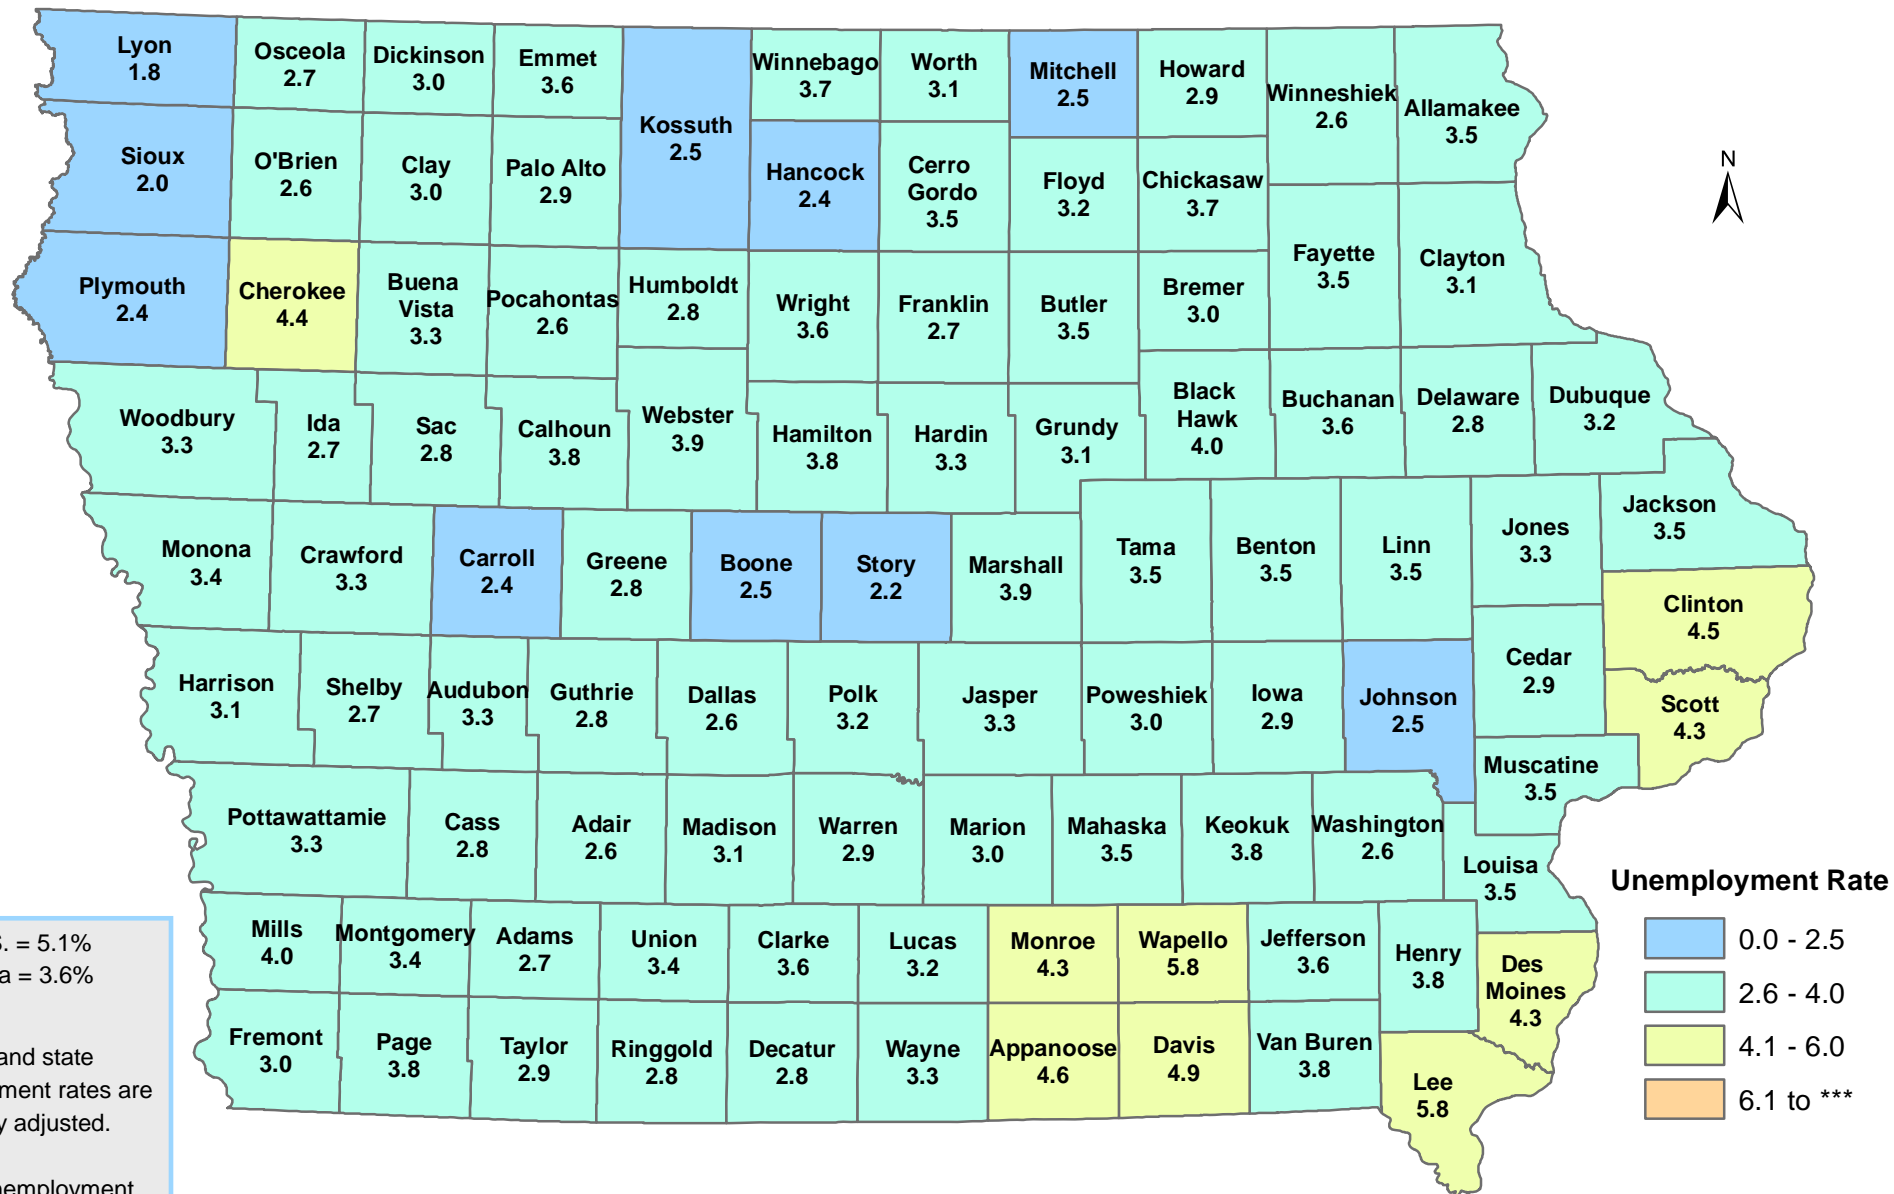 Lyon
1.8
Osceola
2.7
Dickinson
3.0
Emmet
3.6
Kossuth
2.5
Winnebago
3.7
Worth
3.1
Mitchell
2.5
Howard
2.9
Winneshiek
2.6
Allamakee
3.5
N
Sioux
2.0
O'Brien
2.6
Clay
3.0
Palo Alto
2.9
Hancock
2.4
Cerro
Gordo
3.5
Floyd
3.2
Chickasaw
3.7
Plymouth
2.4
Cherokee
4.4
Buena
Vista
3.3
Pocahontas
2.6
Humboldt
2.8
Wright
3.6
Franklin
2.7
Butler
3.5
Bremer
3.0
Fayette
3.5
Clayton
3.1
Woodbury
3.3
Ida
2.7
Sac
2.8
Calhoun
3.8
Webster
3.9
Hamilton
3.8
Hardin
3.3
Grundy
3.1
Black
Hawk
4.0
Buchanan
3.6
Delaware
2.8
Dubuque
3.2
Monona
3.4
Crawford
3.3
Carroll
2.4
Greene
2.8
Boone
2.5
Story
2.2
Marshall
3.9
Tama
3.5
Benton
3.5
Linn
3.5
Jones
3.3
Jackson
3.5
Clinton
4.5
Harrison
3.1
Shelby
2.7
Audubon
3.3
Guthrie
2.8
Dallas
2.6
Polk
3.2
Jasper
3.3
Poweshiek
3.0
Iowa
2.9
Johnson
2.5
Cedar
2.9
Scott
4.3
Muscatine
3.5
Pottawattamie
3.3
Cass
2.8
Adair
2.6
Madison
3.1
Warren
2.9
Marion
3.0
Mahaska
3.5
Keokuk
3.8
Washington
2.6
Louisa
3.5
Mills
4.0
Montgomery
3.4
Adams
2.7
Union
3.4
Clarke
3.6
Lucas
3.2
Monroe
4.3
Wapello
5.8
Jefferson
3.6
Henry
3.8
Des
Moines
4.3
Fremont
3.0
Page
3.8
Taylor
2.9
Ringgold
2.8
Decatur
2.8
Wayne
3.3
Appanoose
4.6
Davis
4.9
Van Buren
3.8
Lee
5.8
Unemployment Rate
0.0 - 2.5
2.6 - 4.0
4.1 - 6.0
6.1 to ***
= 5.1%
= 3.6%
and state
rates are
adjusted.